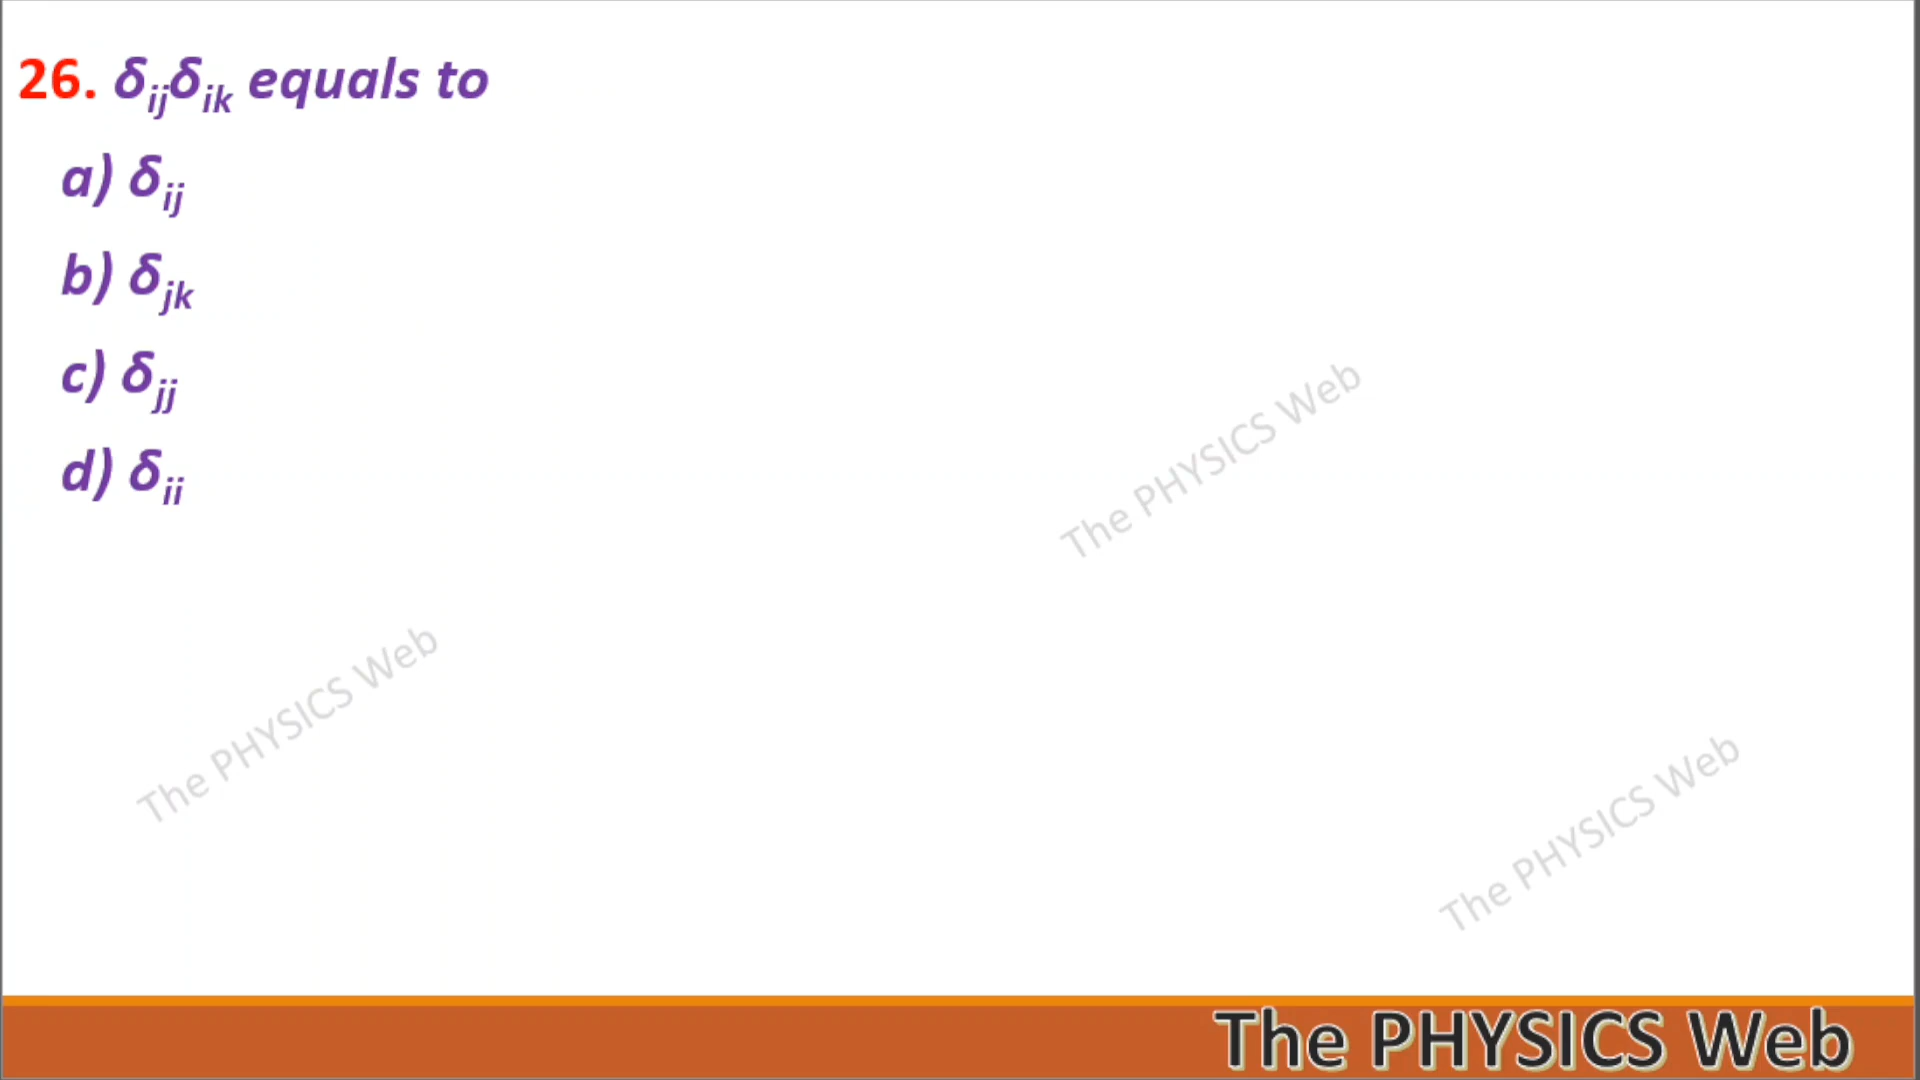 26. δijδik equals to
a) δij
b) δjk
c) δjj
d) δii
The PHYSICS Web
The PHYSICS Web
The PHYSICS Web
The PHYSICS Web